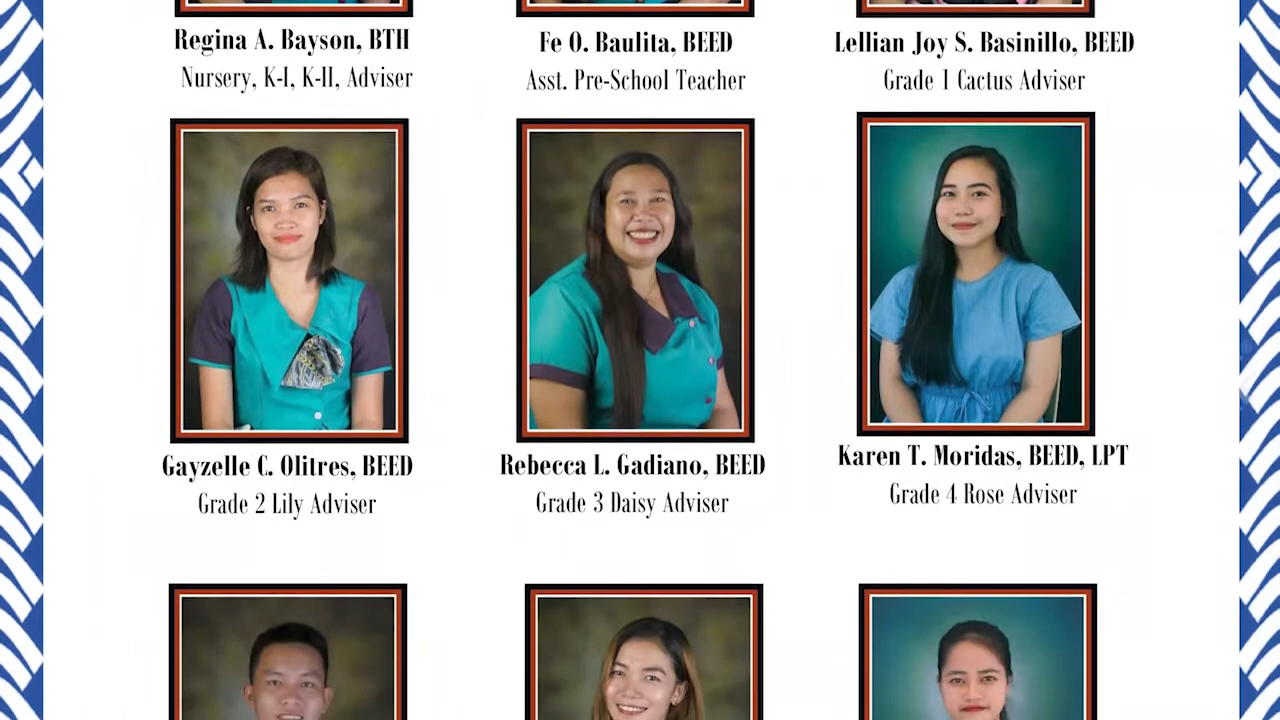 Regina A. Bayson, BTH
Nursery, K-I, K-II, Adviser
Fe O. Baulita, BEED
Asst. Pre-School Teacher
Lellian Joy S. Basinillo, BEED
Grade 1 Cactus Adviser
Gayzelle C. Olitres, BEED
Grade 2 Lily Adviser
Rebecca L. Gadiano, BEED
Grade 3 Daisy Adviser
Karen T. Moridas, BEED, LPT
Grade 4 Rose Adviser